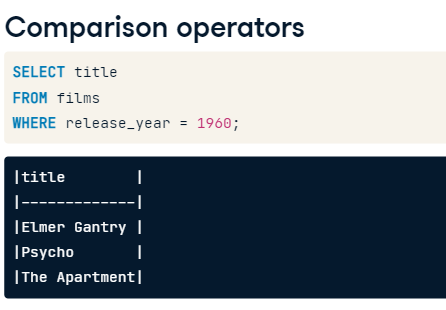 Comparison operators
SELECT title
FROM films
WHERE release_year = 1960;
|title        |
|-------------|
|Elmer Gantry |
|Psycho       |
|The Apartment|